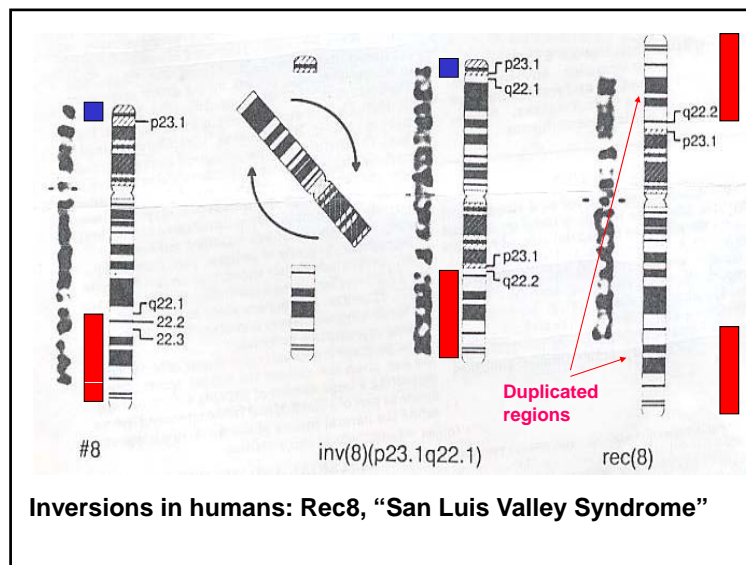 p23.1
q22.1
22.2
22.3
#8
p23.1
q22.1
p23.1
q22.2
inv(8)(p23.1q22.1)
q22.2
p23.1
Duplicated
regions
rec(8)
Inversions in humans: Rec8, “San Luis Valley Syndrome”